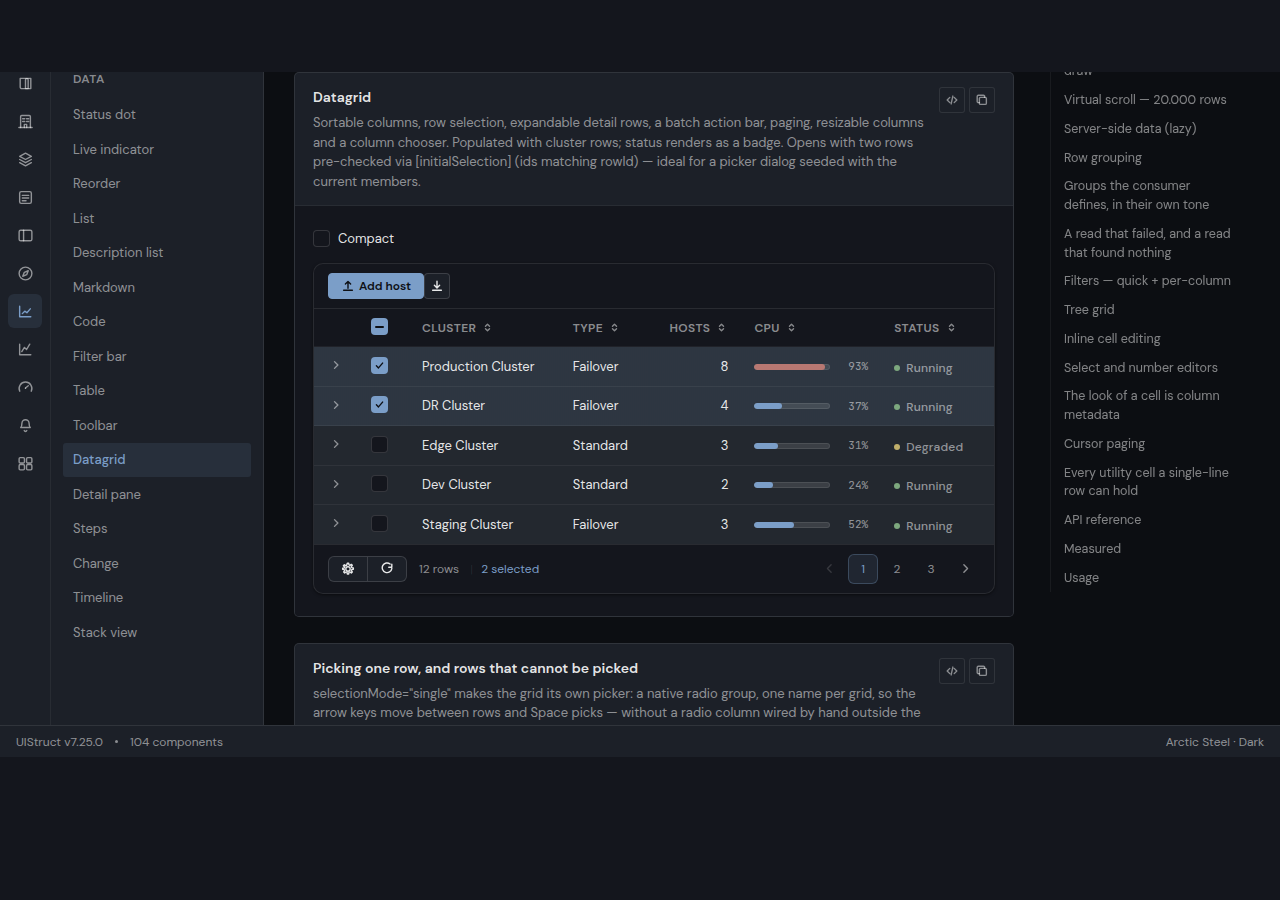 DATA
Status dot
Live indicator
Reorder
List
Description list
Markdown
Code
Filter bar
Table
Toolbar
Datagrid
Detail pane
Steps
Change
Timeline
Stack view
Datagrid
Sortable columns, row selection, expandable detail rows, a batch action bar, paging, resizable columns
and a column chooser. Populated with cluster rows; status renders as a badge. Opens with two rows
pre-checked via [initialSelection] (ids matching rowId) — ideal for a picker dialog seeded with the
current members.
Compact
Add host
CLUSTER TYPE HOSTS CPU STATUS
Production Cluster Failover 8 93% Running
DR Cluster Failover 4 37% Running
Edge Cluster Standard 3 31% Degraded
Dev Cluster Standard 2 24% Running
Staging Cluster Failover 3 52% Running
12 rows 2 selected 1 2 3
Picking one row, and rows that cannot be picked
selectionMode="single" makes the grid its own picker: a native radio group, one name per grid, so the
arrow keys move between rows and Space picks — without a radio column wired by hand outside the
draw
Virtual scroll — 20.000 rows
Server-side data (lazy)
Row grouping
Groups the consumer
defines, in their own tone
A read that failed, and a read
that found nothing
Filters — quick + per-column
Tree grid
Inline cell editing
Select and number editors
The look of a cell is column
metadata
Cursor paging
Every utility cell a single-line
row can hold
API reference
Measured
Usage
UIStruct v7.25.0 • 104 components
Arctic Steel · Dark